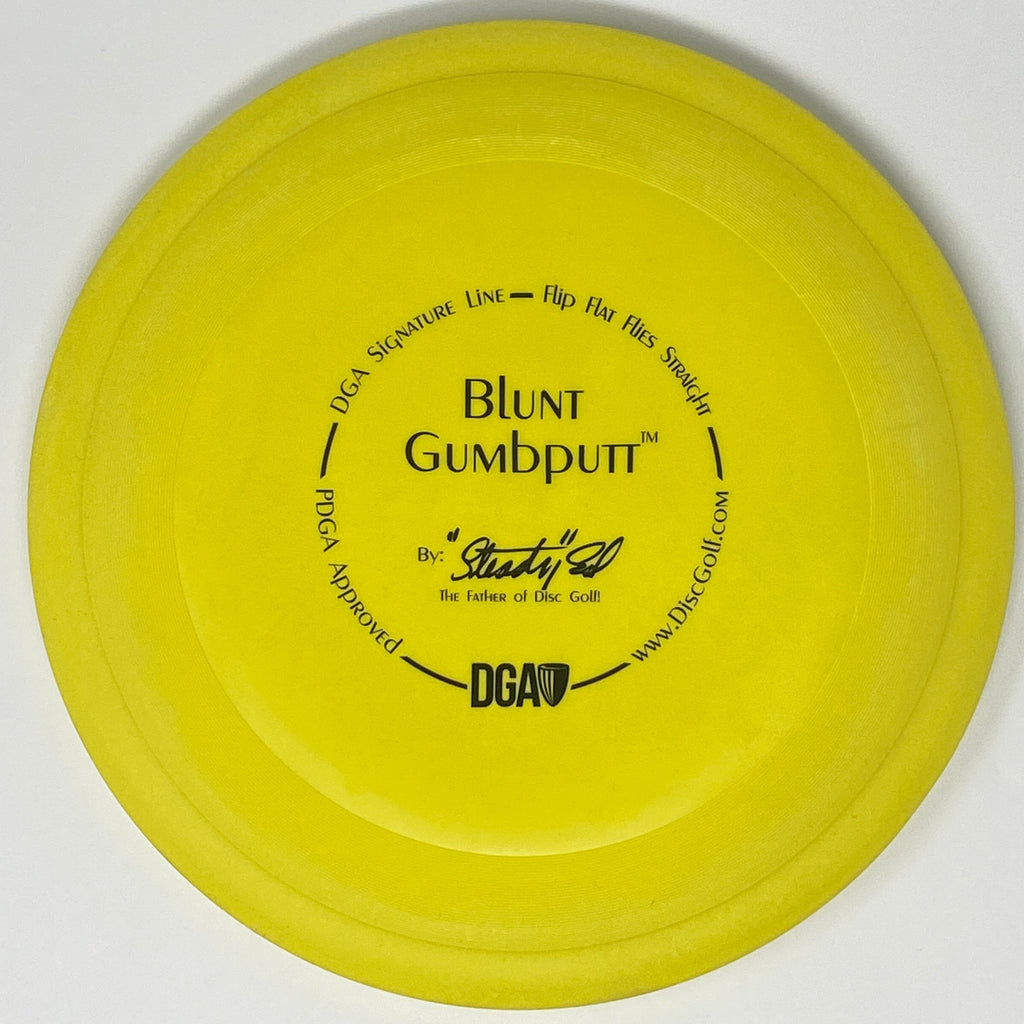 DGA Signature Line — Flip Flat Flies Straight
Blunt
Gumbputt™
By: "Steady" Ed
The Father of Disc Golf!
PDGA Approved
www.DiscGolf.com
DGA